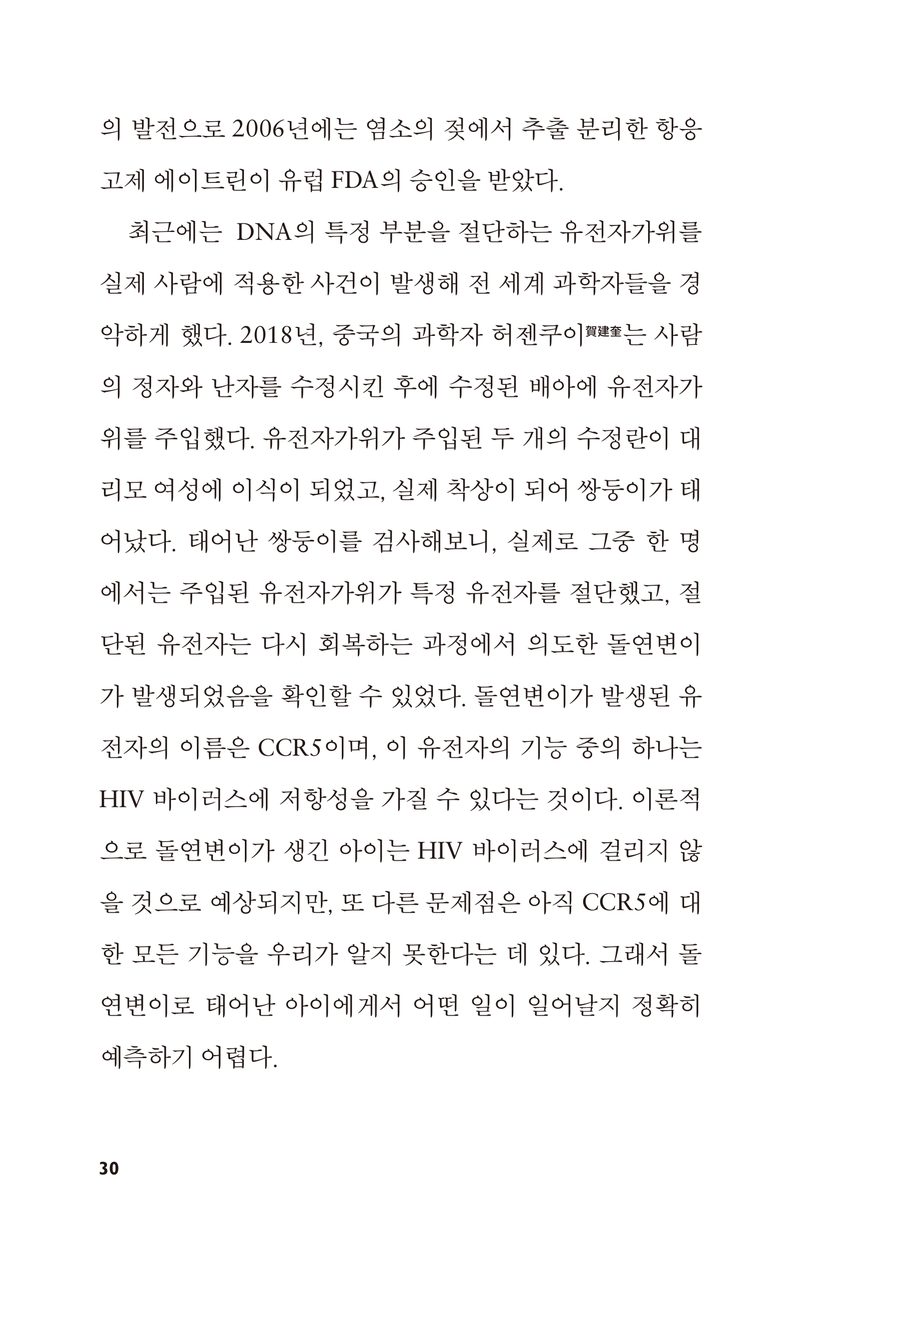 의 발전으로 2006년에는 염소의 젖에서 추출 분리한 항응
고제 에이트린이 유럽 FDA의 승인을 받았다.
최근에는 DNA의 특정 부분을 절단하는 유전자가위를
실제 사람에 적용한 사건이 발생해 전 세계 과학자들을 경
악하게 했다. 2018년, 중국의 과학자 허젠쿠이賀建奎는 사람
의 정자와 난자를 수정시킨 후에 수정된 배아에 유전자가
위를 주입했다. 유전자가위가 주입된 두 개의 수정란이 대
리모 여성에 이식이 되었고, 실제 착상이 되어 쌍둥이가 태
어났다. 태어난 쌍둥이를 검사해보니, 실제로 그중 한 명
에서는 주입된 유전자가위가 특정 유전자를 절단했고, 절
단된 유전자는 다시 회복하는 과정에서 의도한 돌연변이
가 발생되었음을 확인할 수 있었다. 돌연변이가 발생된 유
전자의 이름은 CCR5이며, 이 유전자의 기능 중의 하나는
HIV 바이러스에 저항성을 가질 수 있다는 것이다. 이론적
으로 돌연변이가 생긴 아이는 HIV 바이러스에 걸리지 않
을 것으로 예상되지만, 또 다른 문제점은 아직 CCR5에 대
한 모든 기능을 우리가 알지 못한다는 데 있다. 그래서 돌
연변이로 태어난 아이에게서 어떤 일이 일어날지 정확히
예측하기 어렵다.
30